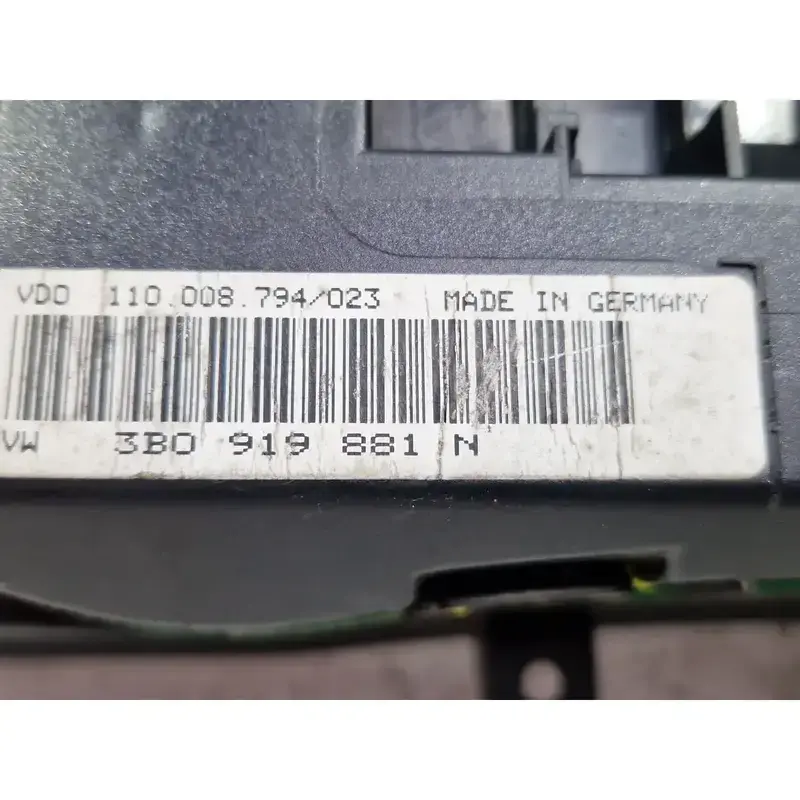 VDO 110.008.794/023 MADE IN GERMANY
VW 3B0 919 881 N